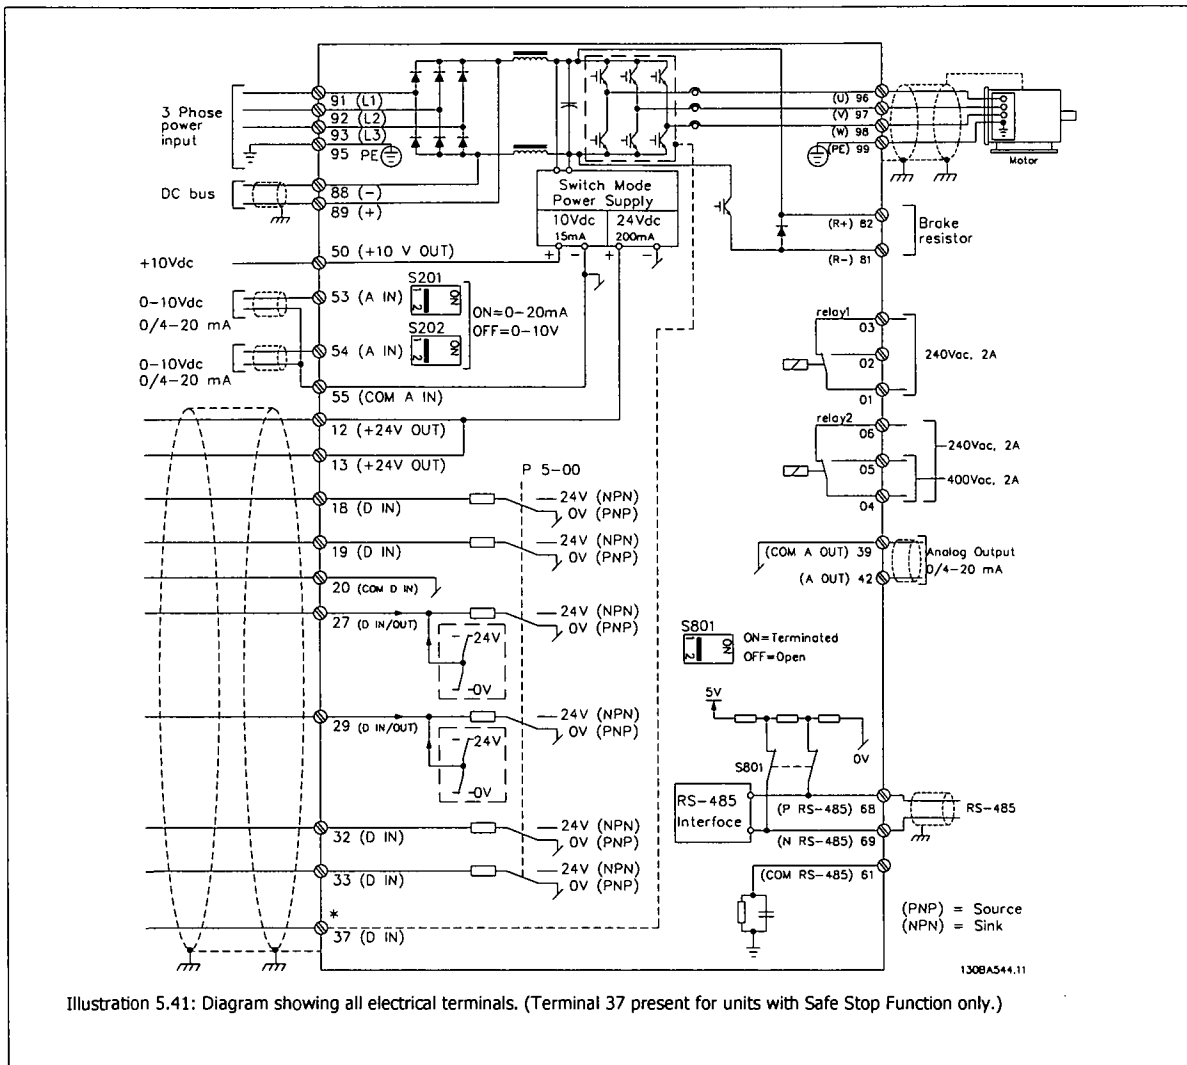 3 Phase
power
input
91 (L1)
92 (L2)
93 (L3)
95 PE
DC bus
88 (-)
89 (+)
+10Vdc
50 (+10 V OUT)
Switch Mode
Power Supply
10Vdc
15mA
24Vdc
200mA
+ - + -
(U) 96
(V) 97
(W) 98
(PE) 99
Motor
(R+) 82
(R-) 81
Brake
resistor
0-10Vdc
0/4-20 mA
53 (A IN)
S201
1 2
ON
ON=0-20mA
OFF=0-10V
S202
1 2
ON
0-10Vdc
0/4-20 mA
54 (A IN)
55 (COM A IN)
12 (+24V OUT)
13 (+24V OUT)
relay1
03
02
01
240Vac, 2A
relay2
06
05
04
240Vac, 2A
400Vac, 2A
P 5-00
18 (D IN)
24V (NPN)
0V (PNP)
19 (D IN)
24V (NPN)
0V (PNP)
20 (COM D IN)
27 (D IN/OUT)
24V (NPN)
0V (PNP)
24V
0V
29 (D IN/OUT)
24V (NPN)
0V (PNP)
24V
0V
32 (D IN)
24V (NPN)
0V (PNP)
33 (D IN)
24V (NPN)
0V (PNP)
*
37 (D IN)
(COM A OUT) 39
(A OUT) 42
Analog Output
0/4-20 mA
S801
1 2
ON
ON=Terminated
OFF=Open
5V
S801
0V
RS-485
Interface
(P RS-485) 68
(N RS-485) 69
RS-485
(COM RS-485) 61
(PNP) = Source
(NPN) = Sink
130BA544.11
Illustration 5.41: Diagram showing all electrical terminals. (Terminal 37 present for units with Safe Stop Function only.)